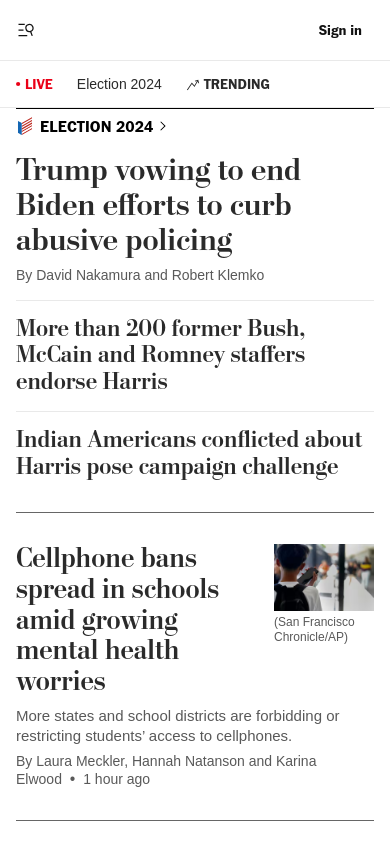 Sign in
LIVE
Election 2024
TRENDING
ELECTION 2024
Trump vowing to end
Biden efforts to curb
abusive policing
By David Nakamura and Robert Klemko
More than 200 former Bush,
McCain and Romney staffers
endorse Harris
Indian Americans conflicted about
Harris pose campaign challenge
Cellphone bans
spread in schools
amid growing
mental health
worries
(San Francisco
Chronicle/AP)
More states and school districts are forbidding or
restricting students’ access to cellphones.
By Laura Meckler, Hannah Natanson and Karina
Elwood • 1 hour ago